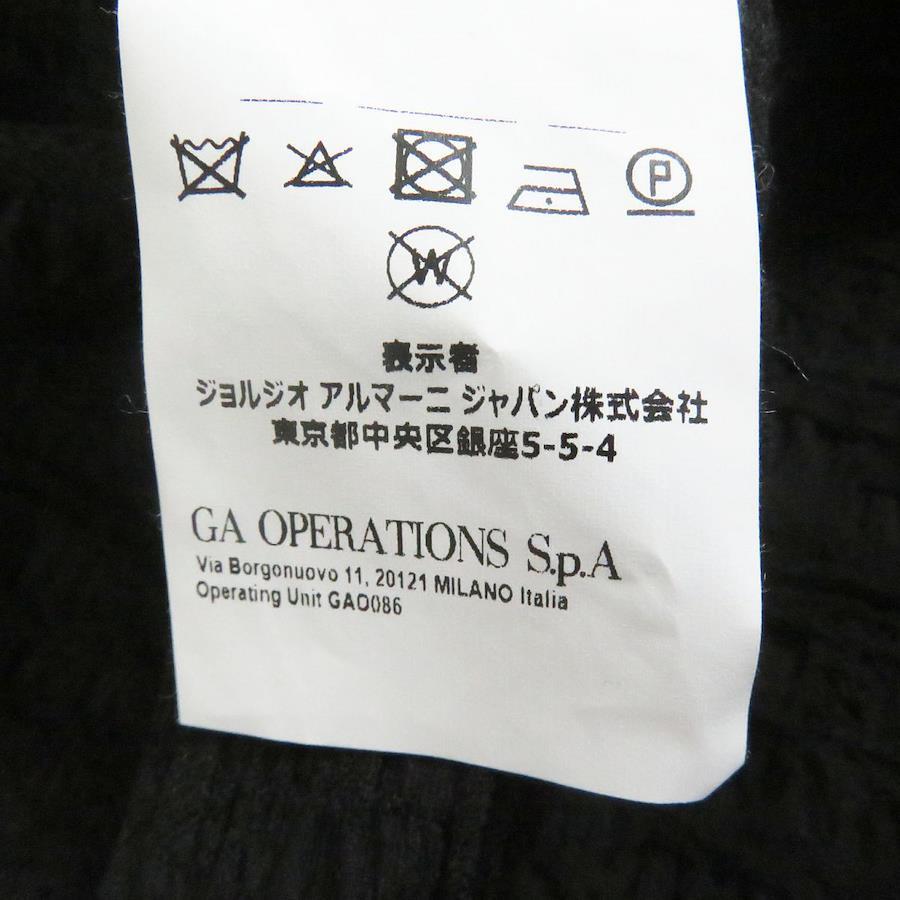 P
W
表示者
ジョルジオ アルマーニ ジャパン株式会社
東京都中央区銀座5-5-4
GA OPERATIONS S.p.A
Via Borgonuovo 11, 20121 MILANO Italia
Operating Unit GAO086